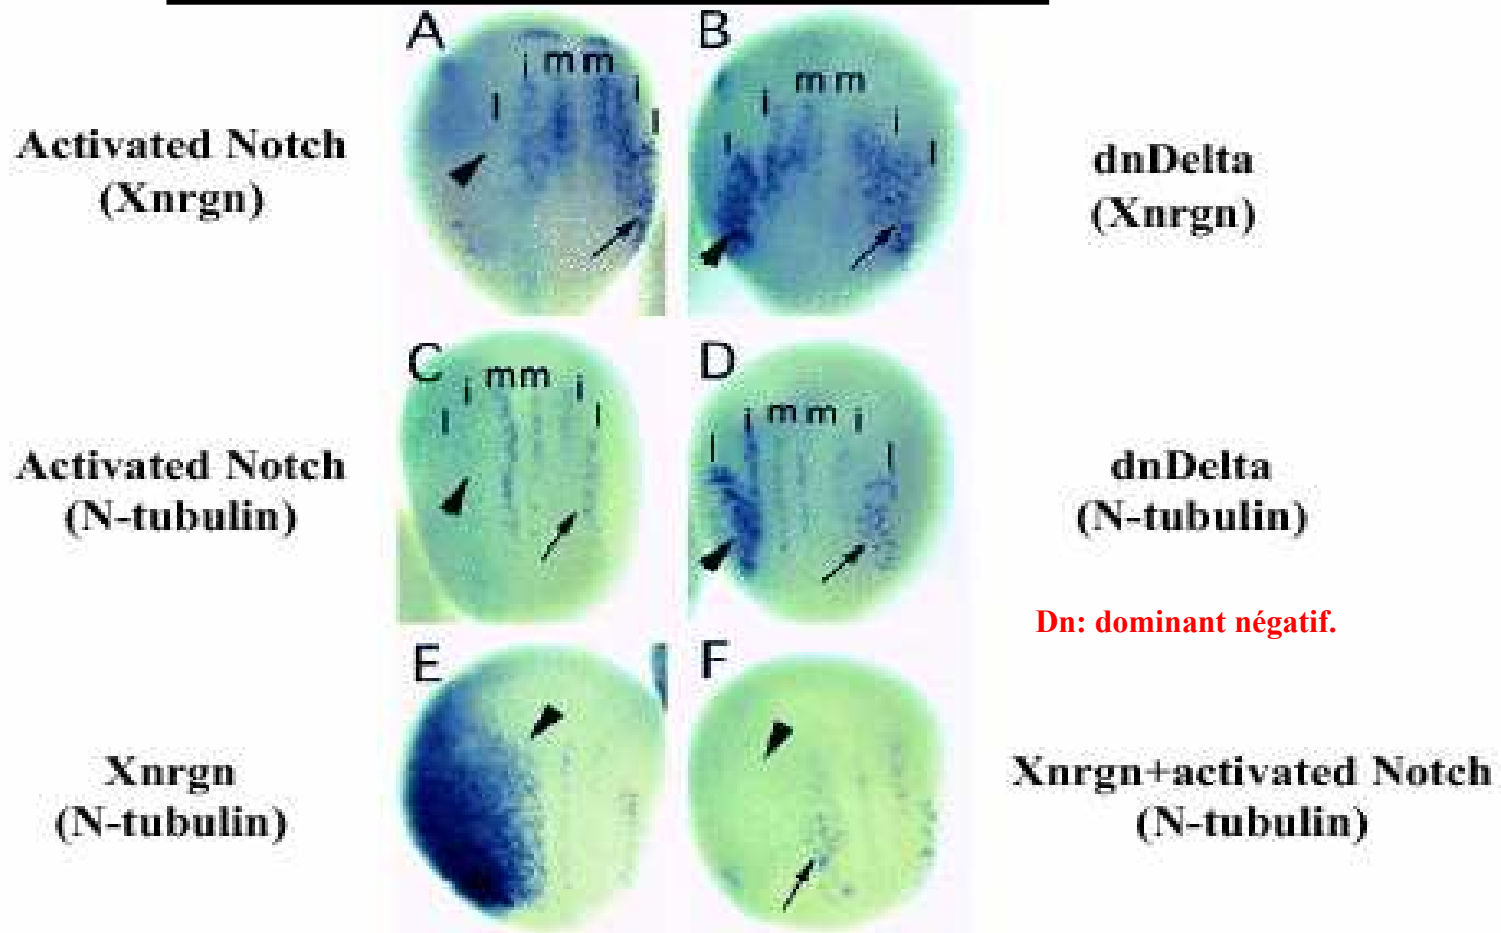 A
B
i m m i
l l
m m
i i
l l
Activated Notch
(Xnrgn)
dnDelta
(Xnrgn)
C
D
l i m m i l
l i m m i l
Activated Notch
(N-tubulin)
dnDelta
(N-tubulin)
Dn: dominant négatif.
E
F
Xnrgn
(N-tubulin)
Xnrgn+activated Notch
(N-tubulin)